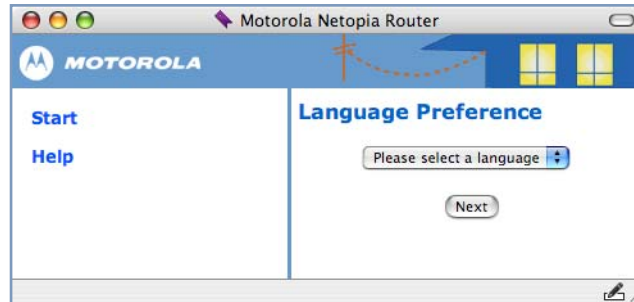 Motorola Netopia Router
MOTOROLA
Start
Help
Language Preference
Please select a language
Next